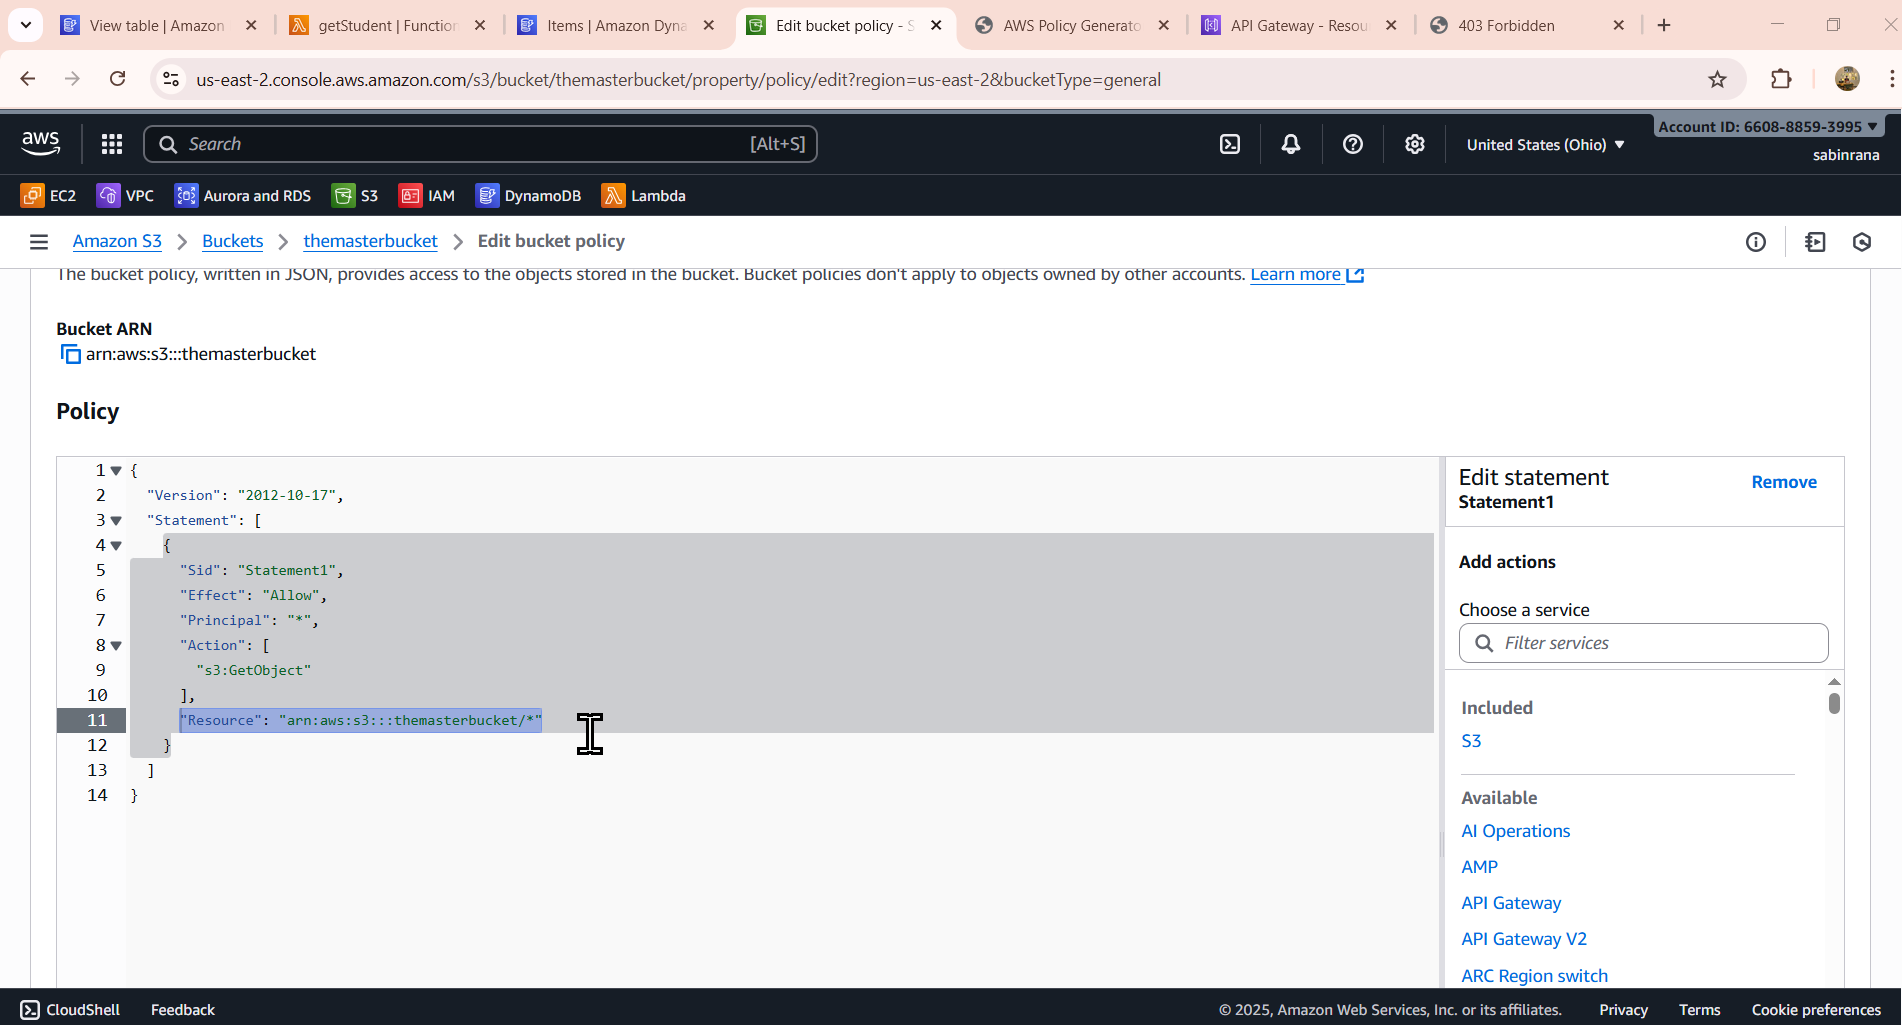 View table | Amazon
getStudent | Function
Items | Amazon Dyna
Edit bucket policy - S
AWS Policy Generato
API Gateway - Resou
403 Forbidden
us-east-2.console.aws.amazon.com/s3/bucket/themasterbucket/property/policy/edit?region=us-east-2&bucketType=general
aws
Search
[Alt+S]
United States (Ohio)
Account ID: 6608-8859-3995
sabinrana
EC2
VPC
Aurora and RDS
S3
IAM
DynamoDB
Lambda
Amazon S3
Buckets
themasterbucket
Edit bucket policy
The bucket policy, written in JSON, provides access to the objects stored in the bucket. Bucket policies don't apply to objects owned by other accounts. Learn more
Bucket ARN
arn:aws:s3:::themasterbucket
Policy
1 {
2 "Version": "2012-10-17",
3 "Statement": [
4 {
5 "Sid": "Statement1",
6 "Effect": "Allow",
7 "Principal": "*",
8 "Action": [
9 "s3:GetObject"
10 ],
11 "Resource": "arn:aws:s3:::themasterbucket/*"
12 }
13 ]
14 }
Edit statement
Remove
Statement1
Add actions
Choose a service
Filter services
Included
S3
Available
AI Operations
AMP
API Gateway
API Gateway V2
ARC Region switch
CloudShell
Feedback
© 2025, Amazon Web Services, Inc. or its affiliates.
Privacy
Terms
Cookie preferences